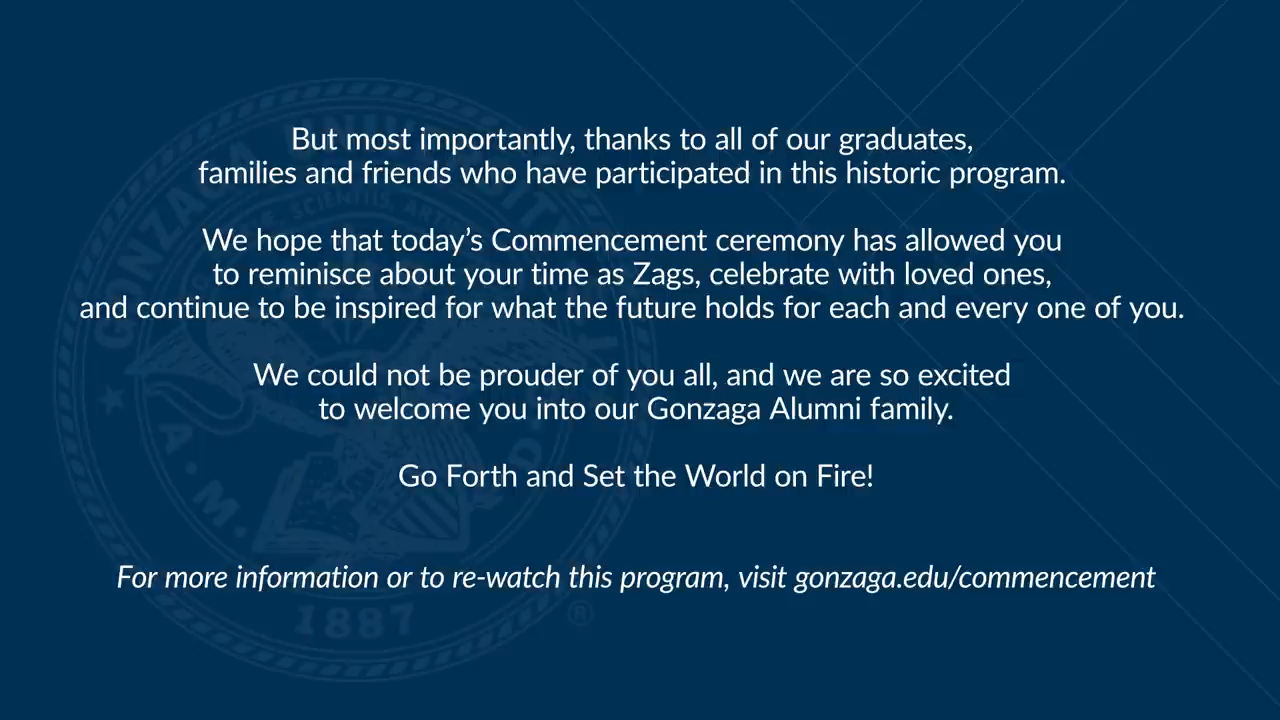 But most importantly, thanks to all of our graduates,
families and friends who have participated in this historic program.
We hope that today’s Commencement ceremony has allowed you
to reminisce about your time as Zags, celebrate with loved ones,
and continue to be inspired for what the future holds for each and every one of you.
We could not be prouder of you all, and we are so excited
to welcome you into our Gonzaga Alumni family.
Go Forth and Set the World on Fire!
For more information or to re-watch this program, visit gonzaga.edu/commencement
GONZAGA UNIVERSITY
A.M.D.
1887
®